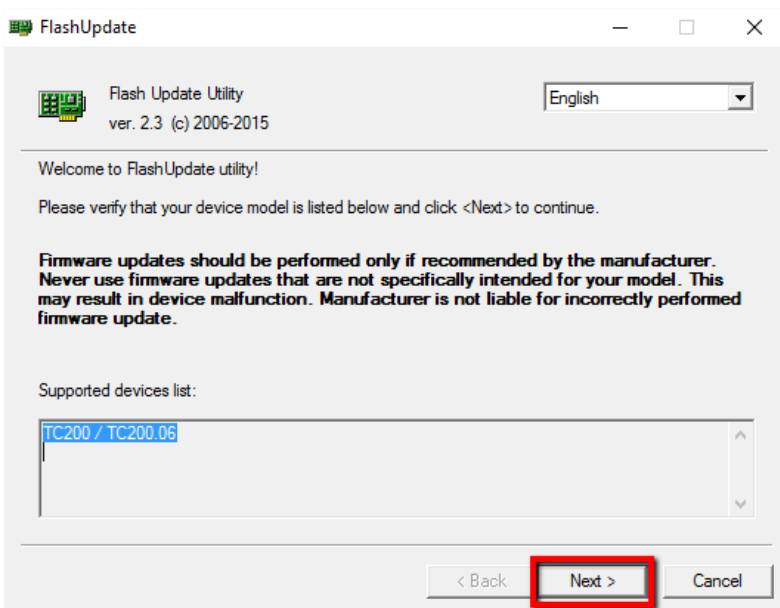 FlashUpdate
Flash Update Utility
English
ver. 2.3 (c) 2006-2015
Welcome to FlashUpdate utility!
Please verify that your device model is listed below and click <Next> to continue.
Firmware updates should be performed only if recommended by the manufacturer.
Never use firmware updates that are not specifically intended for your model. This
may result in device malfunction. Manufacturer is not liable for incorrectly performed
firmware update.
Supported devices list:
TC200 / TC200.06
< Back
Next >
Cancel